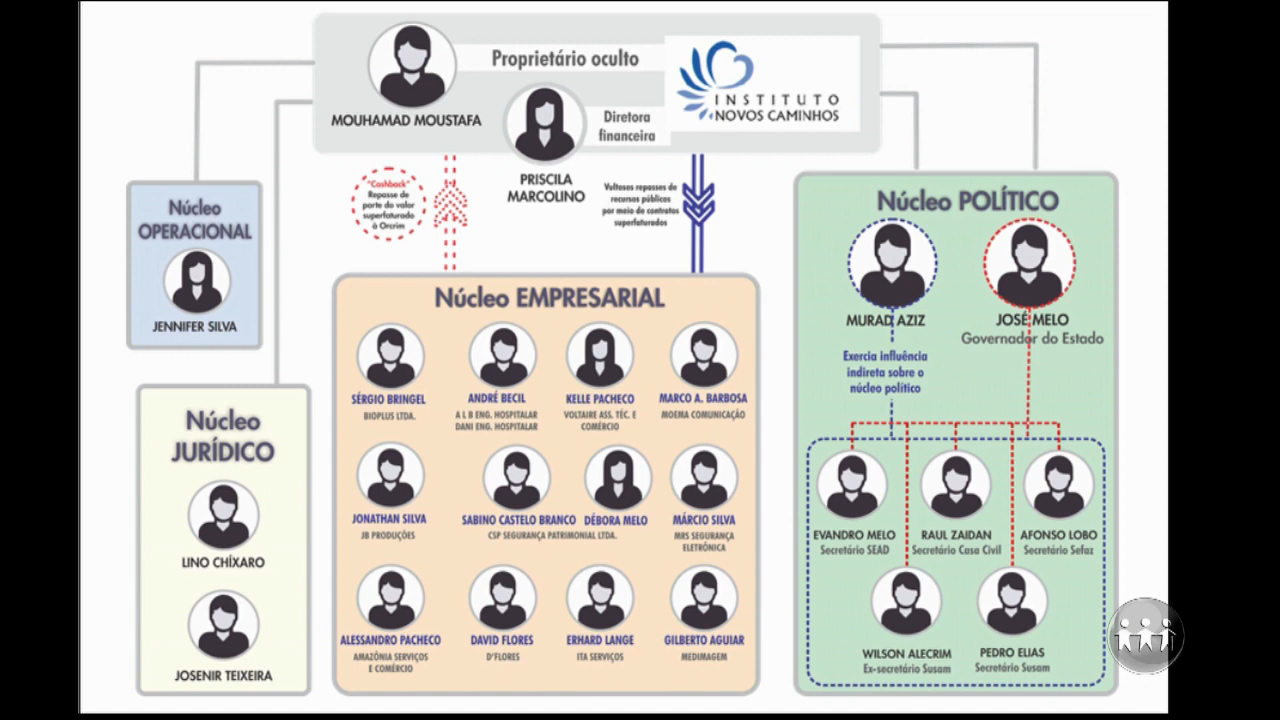 Proprietário oculto
MOUHAMAD MOUSTAFA
INSTITUTO
NOVOS CAMINHOS
Diretora
financeira
PRISCILA
MARCOLINO
"Cashback"
Repasse de
parte do valor
superfaturado
à Orcrim
Vultosos repasses de
recursos públicos
por meio de contratos
superfaturados
Núcleo
OPERACIONAL
JENNIFER SILVA
Núcleo
JURÍDICO
LINO CHÍXARO
JOSENIR TEIXEIRA
Núcleo EMPRESARIAL
SÉRGIO BRINGEL
BIOPLUS LTDA.
ANDRÉ BECIL
A L B ENG. HOSPITALAR
DANI ENG. HOSPITALAR
KELLE PACHECO
VOLTAIRE ASS. TÉC. E
COMÉRCIO
MARCO A. BARBOSA
MOEMA COMUNICAÇÃO
JONATHAN SILVA
JB PRODUÇÕES
SABINO CASTELO BRANCO DÉBORA MELO
CSP SEGURANÇA PATRIMONIAL LTDA.
MÁRCIO SILVA
MRS SEGURANÇA
ELETRÔNICA
ALESSANDRO PACHECO
AMAZÔNIA SERVIÇOS
E COMÉRCIO
DAVID FLORES
D'FLORES
ERHARD LANGE
ITA SERVIÇOS
GILBERTO AGUIAR
MEDIMAGEM
Núcleo POLÍTICO
MURAD AZIZ
Exercia influência
indireta sobre o
núcleo político
JOSÉ MELO
Governador do Estado
EVANDRO MELO
Secretário SEAD
RAUL ZAIDAN
Secretário Casa Civil
AFONSO LOBO
Secretário Sefaz
WILSON ALECRIM
Ex-secretário Susam
PEDRO ELIAS
Secretário Susam